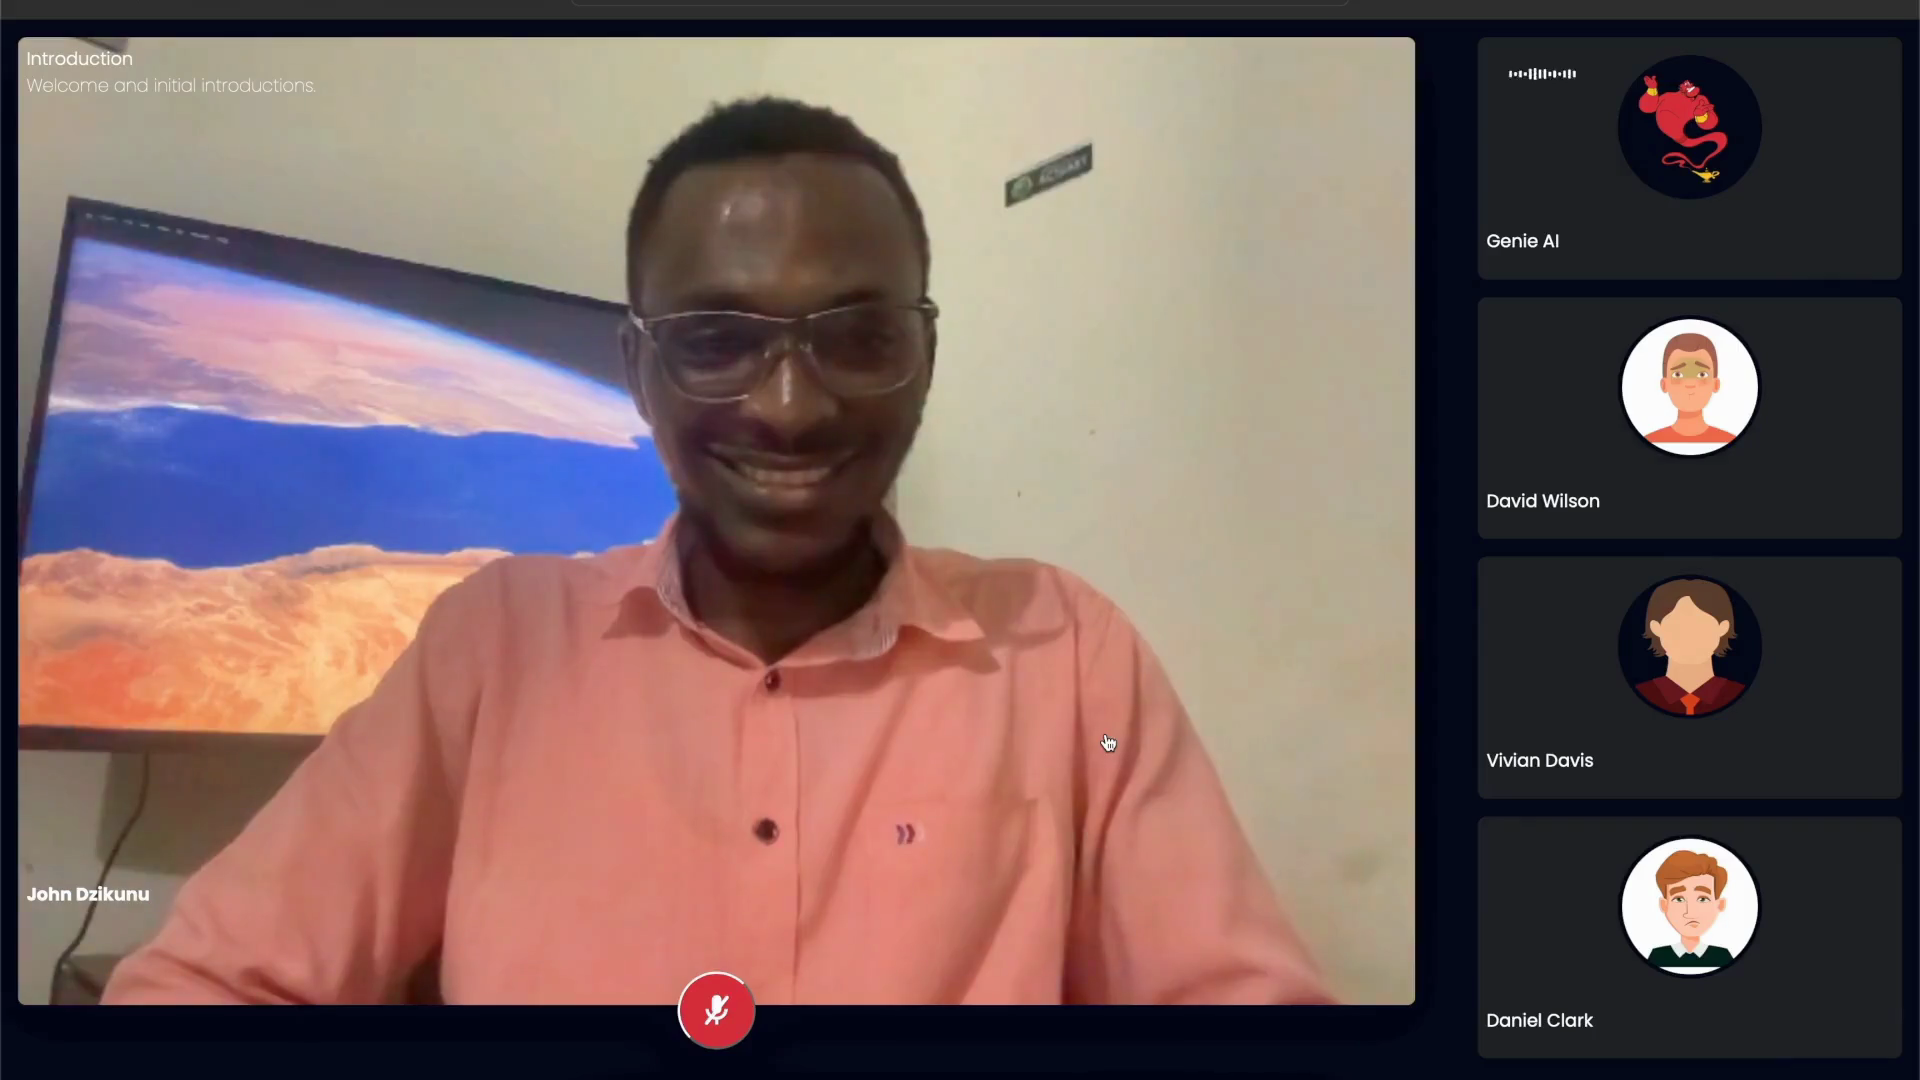 Introduction
Welcome and initial introductions.
John Dzikunu
Genie AI
David Wilson
Vivian Davis
Daniel Clark